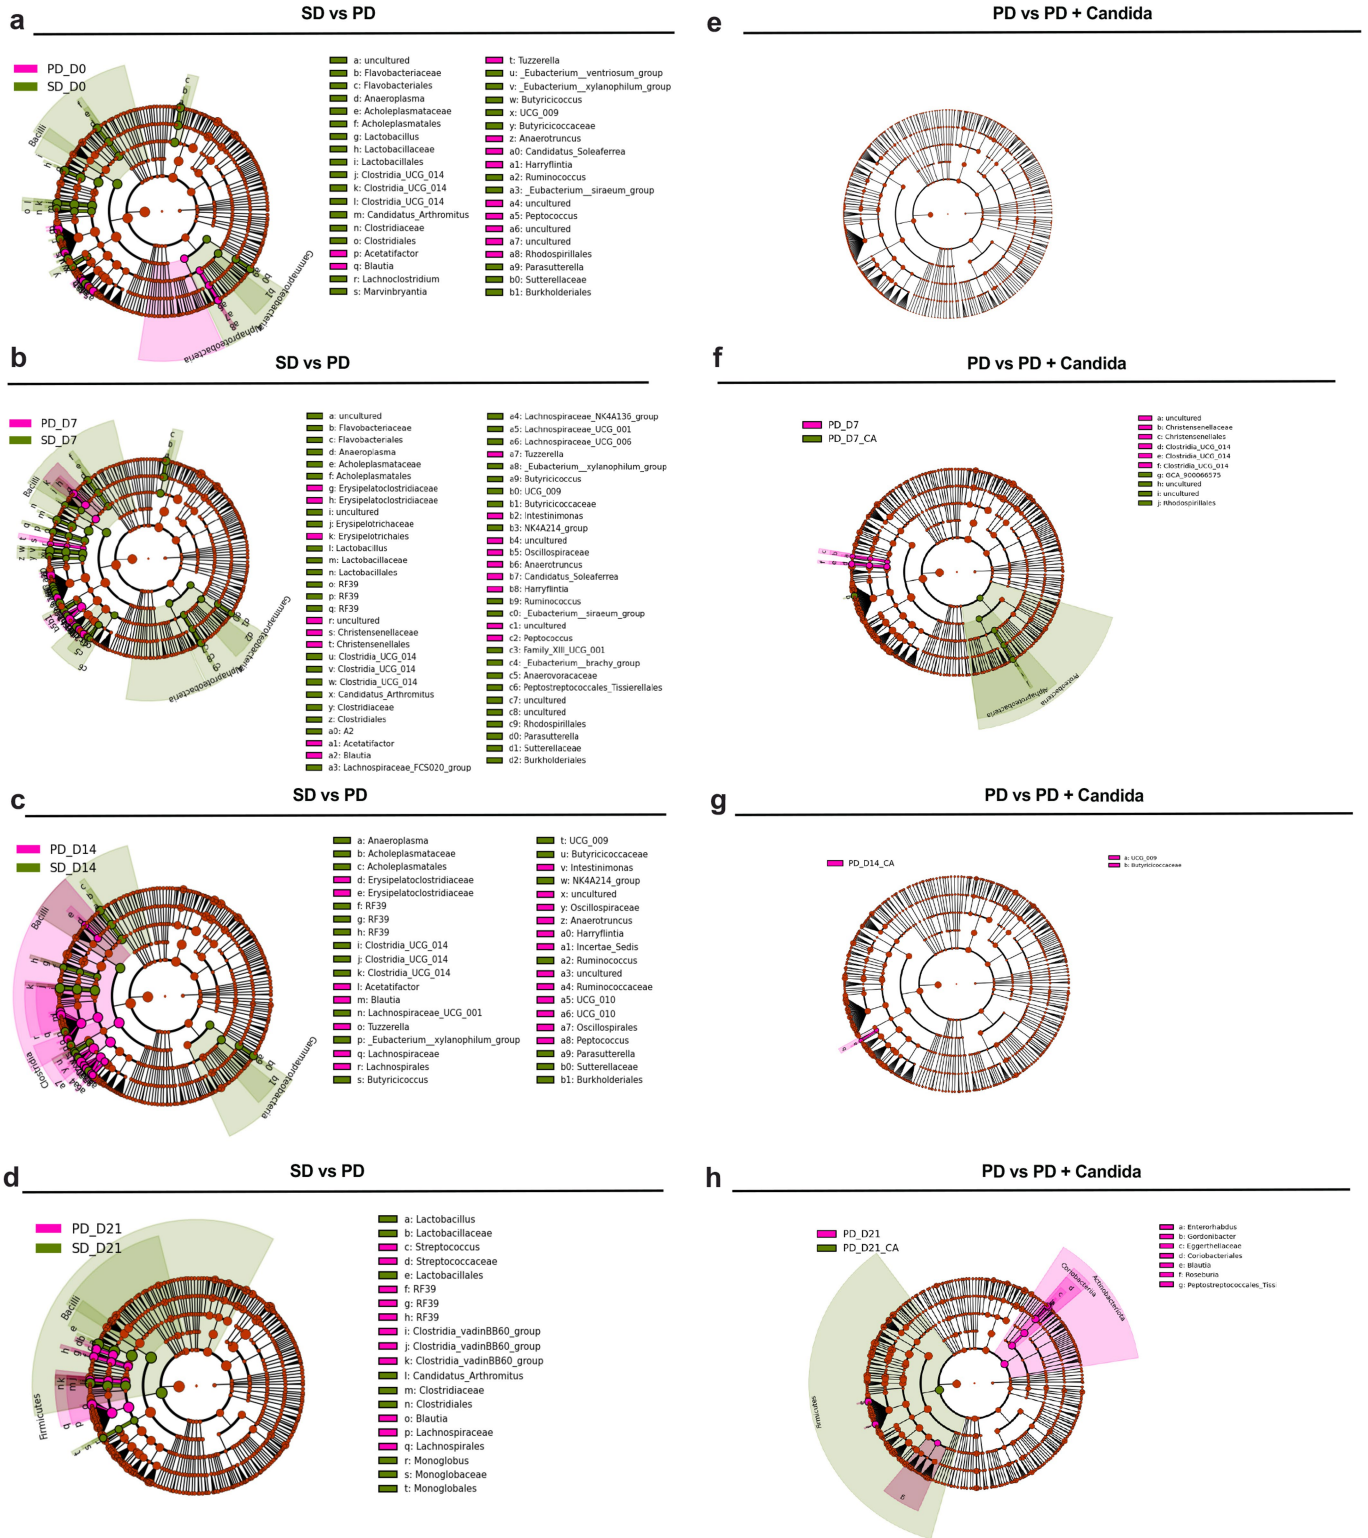 a
SD vs PD
PD_D0
SD_D0
a: uncultured
b: Flavobacteriaceae
c: Flavobacteriales
d: Anaeroplasma
e: Acholeplasmataceae
f: Acholeplasmatales
g: Lactobacillus
h: Lactobacillaceae
i: Lactobacillales
j: Clostridia_UCG_014
k: Clostridia_UCG_014
l: Clostridia_UCG_014
m: Candidatus_Arthromitus
n: Clostridiaceae
o: Clostridiales
p: Acetatifactor
q: Blautia
r: Lachnoclostridium
s: Marvinbryantia
t: Tuzzerella
u: _Eubacterium__ventriosum_group
v: _Eubacterium__xylanophilum_group
w: Butyricicoccus
x: UCG_009
y: Butyricicoccaceae
z: Anaerotruncus
a0: Candidatus_Soleaferrea
a1: Harryflintia
a2: Ruminococcus
a3: _Eubacterium__siraeum_group
a4: uncultured
a5: Peptococcus
a6: uncultured
a7: uncultured
a8: Rhodospirillales
a9: Parasutterella
b0: Sutterellaceae
b1: Burkholderiales
Bacilli
Gammaproteobacteria
Alphaproteobacteria
e
PD vs PD + Candida
b
SD vs PD
PD_D7
SD_D7
a: uncultured
b: Flavobacteriaceae
c: Flavobacteriales
d: Anaeroplasma
e: Acholeplasmataceae
f: Acholeplasmatales
g: Erysipelatoclostridiaceae
h: Erysipelatoclostridiaceae
i: uncultured
j: Erysipelotrichaceae
k: Erysipelotrichales
l: Lactobacillus
m: Lactobacillaceae
n: Lactobacillales
o: RF39
p: RF39
q: RF39
r: uncultured
s: Christensenellaceae
t: Christensenellales
u: Clostridia_UCG_014
v: Clostridia_UCG_014
w: Clostridia_UCG_014
x: Candidatus_Arthromitus
y: Clostridiaceae
z: Clostridiales
a0: A2
a1: Acetatifactor
a2: Blautia
a3: Lachnospiraceae_FCS020_group
a4: Lachnospiraceae_NK4A136_group
a5: Lachnospiraceae_UCG_001
a6: Lachnospiraceae_UCG_006
a7: Tuzzerella
a8: _Eubacterium__xylanophilum_group
a9: Butyricicoccus
b0: UCG_009
b1: Butyricicoccaceae
b2: Intestinimonas
b3: NK4A214_group
b4: uncultured
b5: Oscillospiraceae
b6: Anaerotruncus
b7: Candidatus_Soleaferrea
b8: Harryflintia
b9: Ruminococcus
c0: _Eubacterium__siraeum_group
c1: uncultured
c2: Peptococcus
c3: Family_XIII_UCG_001
c4: _Eubacterium__brachy_group
c5: Anaerovoracaceae
c6: Peptostreptococcales_Tissierellales
c7: uncultured
c8: uncultured
c9: Rhodospirillales
d0: Parasutterella
d1: Sutterellaceae
d2: Burkholderiales
Bacilli
Gammaproteobacteria
Alphaproteobacteria
f
PD vs PD + Candida
PD_D7
PD_D7_CA
a: uncultured
b: Christensenellaceae
c: Christensenellales
d: Clostridia_UCG_014
e: Clostridia_UCG_014
f: Clostridia_UCG_014
g: GCA_900066575
h: uncultured
i: uncultured
j: Rhodospirillales
Proteobacteria
Alphaproteobacteria
c
SD vs PD
PD_D14
SD_D14
a: Anaeroplasma
b: Acholeplasmataceae
c: Acholeplasmatales
d: Erysipelatoclostridiaceae
e: Erysipelatoclostridiaceae
f: RF39
g: RF39
h: RF39
i: Clostridia_UCG_014
j: Clostridia_UCG_014
k: Clostridia_UCG_014
l: Acetatifactor
m: Blautia
n: Lachnospiraceae_UCG_001
o: Tuzzerella
p: _Eubacterium__xylanophilum_group
q: Lachnospiraceae
r: Lachnospirales
s: Butyricicoccus
t: UCG_009
u: Butyricicoccaceae
v: Intestinimonas
w: NK4A214_group
x: uncultured
y: Oscillospiraceae
z: Anaerotruncus
a0: Harryflintia
a1: Incertae_Sedis
a2: Ruminococcus
a3: uncultured
a4: Ruminococcaceae
a5: UCG_010
a6: UCG_010
a7: Oscillospirales
a8: Peptococcus
a9: Parasutterella
b0: Sutterellaceae
b1: Burkholderiales
Bacilli
Clostridia
Gammaproteobacteria
g
PD vs PD + Candida
PD_D14_CA
a: UCG_009
b: Butyricicoccaceae
d
SD vs PD
PD_D21
SD_D21
a: Lactobacillus
b: Lactobacillaceae
c: Streptococcus
d: Streptococcaceae
e: Lactobacillales
f: RF39
g: RF39
h: RF39
i: Clostridia_vadinBB60_group
j: Clostridia_vadinBB60_group
k: Clostridia_vadinBB60_group
l: Candidatus_Arthromitus
m: Clostridiaceae
n: Clostridiales
o: Blautia
p: Lachnospiraceae
q: Lachnospirales
r: Monoglobus
s: Monoglobaceae
t: Monoglobales
Bacilli
Firmicutes
h
PD vs PD + Candida
PD_D21
PD_D21_CA
a: Enterorhabdus
b: Gordonibacter
c: Eggerthellaceae
d: Coriobacteriales
e: Blautia
f: Roseburia
g: Peptostreptococcales_Tiss
Coriobacteriia
Actinobacteriota
Firmicutes